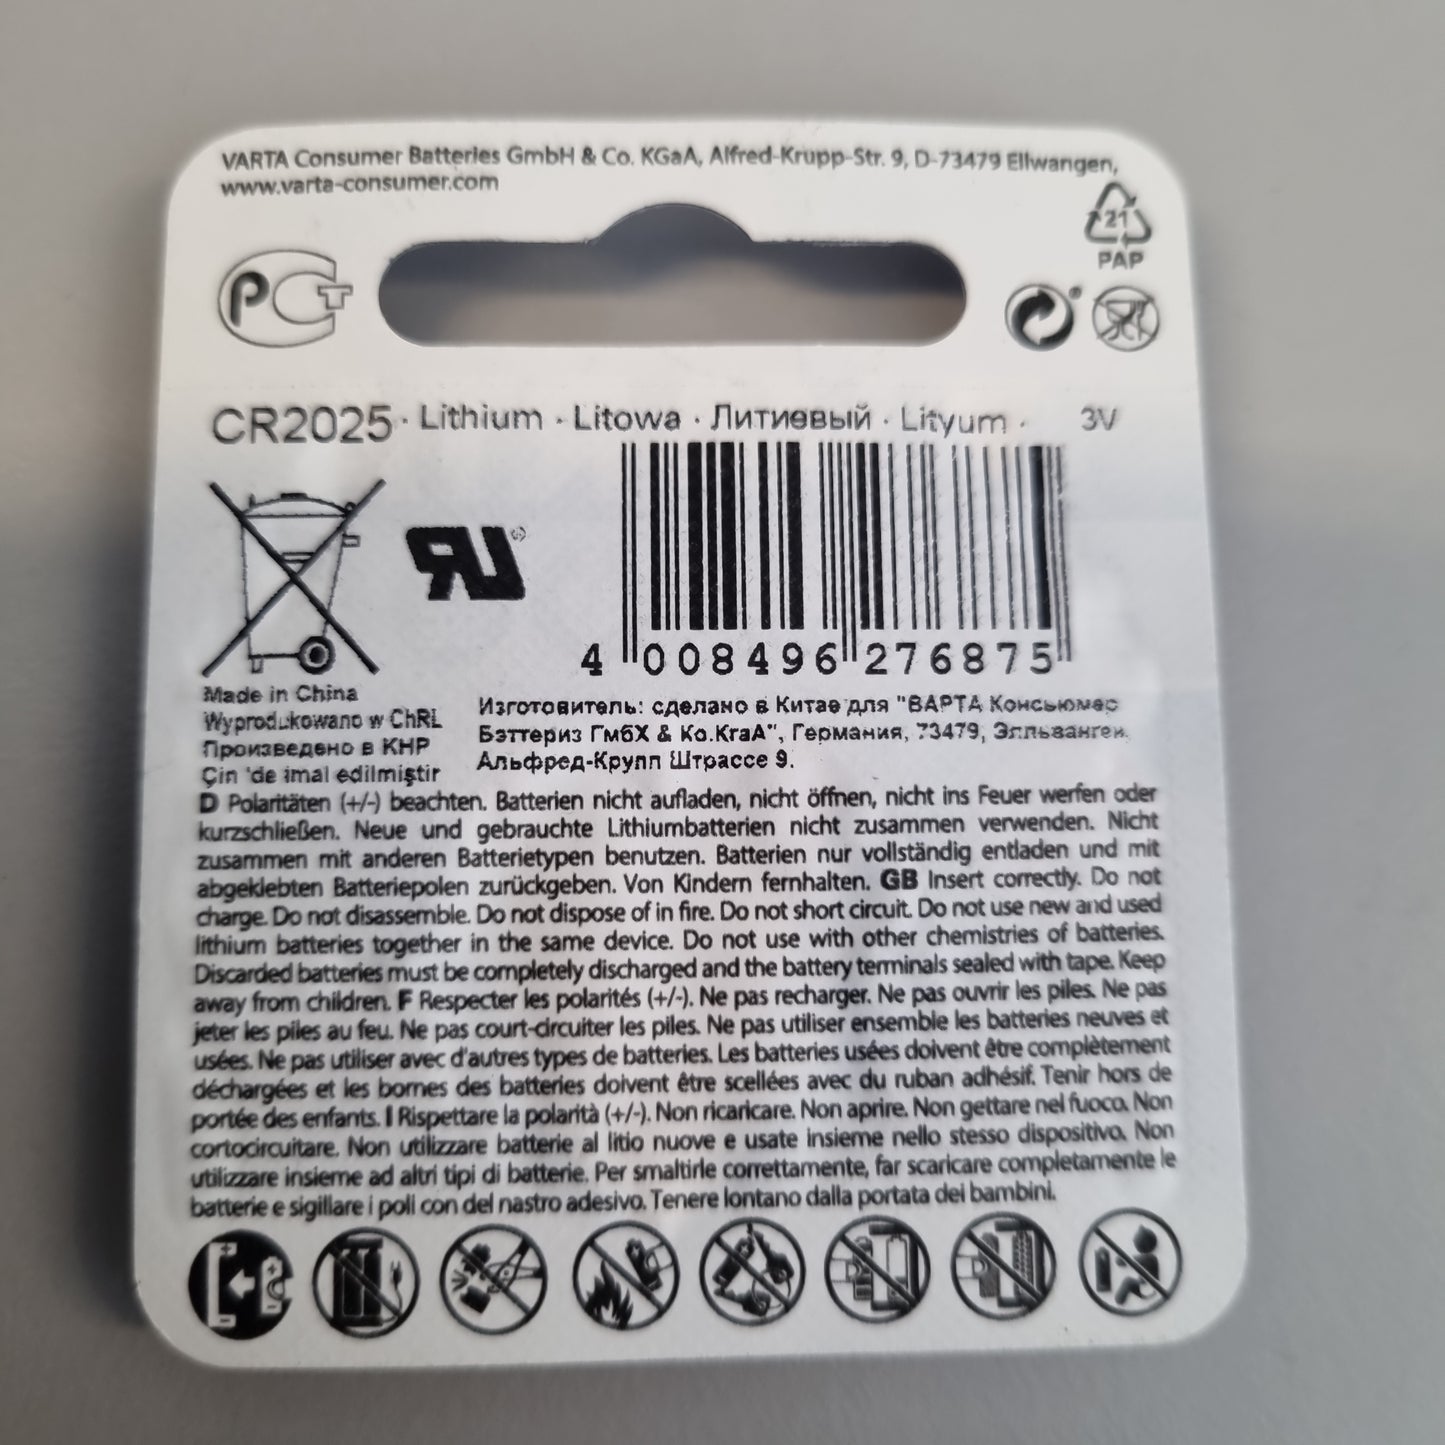 VARTA Consumer Batteries GmbH & Co. KGaA, Alfred-Krupp-Str. 9, D-73479 Ellwangen,
www.varta-consumer.com
21
PAP
РСТ
CR2025 · Lithium · Litowa · Литиевый · Lityum · 3V
4 008496 276875
Made in China
Wyprodukowano w ChRL
Произведено в КНР
Çin 'de imal edilmiştir
Изготовитель: сделано в Китае для "ВАРТА Консьюмер
Бэттериз ГмбХ & Ко.КгаА", Германия, 73479, Элльванген,
Альфред-Крупп Штрассе 9.
D Polaritäten (+/-) beachten. Batterien nicht aufladen, nicht öffnen, nicht ins Feuer werfen oder
kurzschließen. Neue und gebrauchte Lithiumbatterien nicht zusammen verwenden. Nicht
zusammen mit anderen Batterietypen benutzen. Batterien nur vollständig entladen und mit
abgeklebten Batteriepolen zurückgeben. Von Kindern fernhalten. GB Insert correctly. Do not
charge. Do not disassemble. Do not dispose of in fire. Do not short circuit. Do not use new and used
lithium batteries together in the same device. Do not use with other chemistries of batteries.
Discarded batteries must be completely discharged and the battery terminals sealed with tape. Keep
away from children. F Respecter les polarités (+/-). Ne pas recharger. Ne pas ouvrir les piles. Ne pas
jeter les piles au feu. Ne pas court-circuiter les piles. Ne pas utiliser ensemble les batteries neuves et
usées. Ne pas utiliser avec d'autres types de batteries. Les batteries usées doivent être complètement
déchargées et les bornes des batteries doivent être scellées avec du ruban adhésif. Tenir hors de
portée des enfants. I Rispettare la polarità (+/-). Non ricaricare. Non aprire. Non gettare nel fuoco. Non
cortocircuitare. Non utilizzare batterie al litio nuove e usate insieme nello stesso dispositivo. Non
utilizzare insieme ad altri tipi di batterie. Per smaltirle correttamente, far scaricare completamente le
batterie e sigillare i poli con del nastro adesivo. Tenere lontano dalla portata dei bambini.